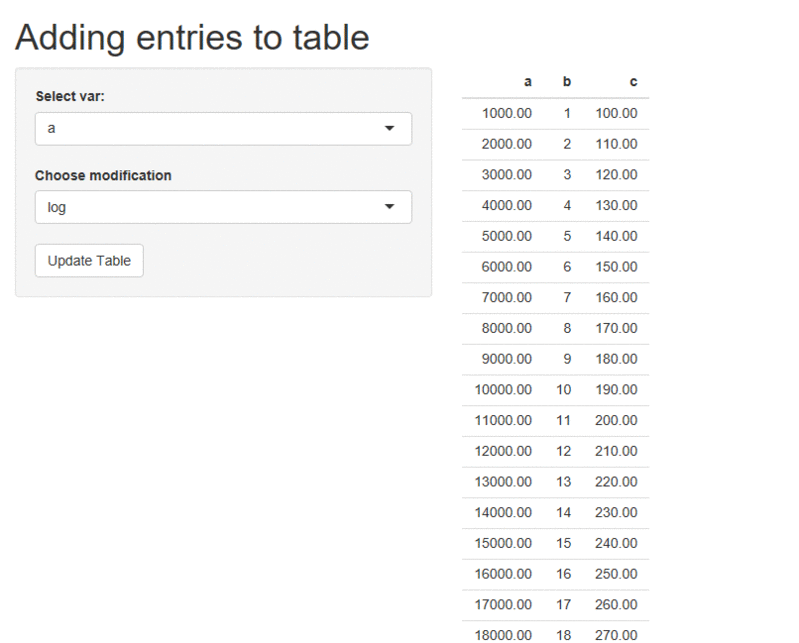 Adding entries to table
Select var:
a
Choose modification
log
Update Table
a b c
1000.00 1 100.00
2000.00 2 110.00
3000.00 3 120.00
4000.00 4 130.00
5000.00 5 140.00
6000.00 6 150.00
7000.00 7 160.00
8000.00 8 170.00
9000.00 9 180.00
10000.00 10 190.00
11000.00 11 200.00
12000.00 12 210.00
13000.00 13 220.00
14000.00 14 230.00
15000.00 15 240.00
16000.00 16 250.00
17000.00 17 260.00
18000.00 18 270.00